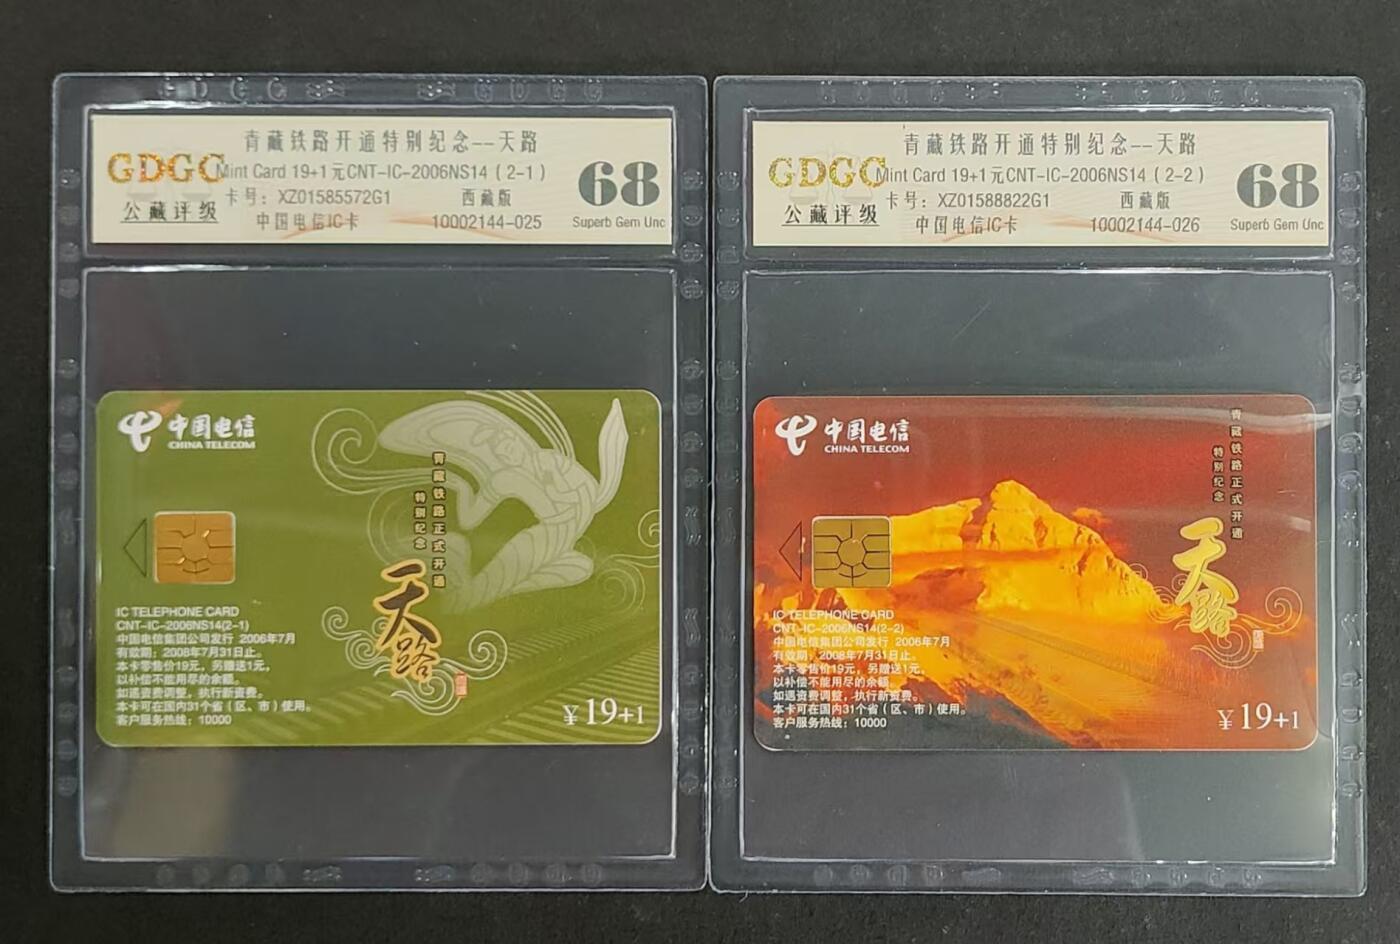 青藏铁路开通特别纪念--天路
GDGC
Mint Card 19+1元CNT-IC-2006NS14（2-1）
卡号：XZ01585572G1 西藏版
公藏评级
中国电信IC卡 10002144-025
68
Superb Gem Unc
中国电信
CHINA TELECOM
青藏铁路正式开通
特别纪念
天路
IC TELEPHONE CARD
CNT-IC-2006NS14(2-1)
中国电信集团公司发行 2006年7月
有效期：2008年7月31日止。
本卡零售价19元，另赠送1元，
以补偿不能用尽的余额。
如遇资费调整，执行新资费。
本卡可在国内31个省（区、市）使用。
客户服务热线：10000
¥19+1
青藏铁路开通特别纪念--天路
GDGC
Mint Card 19+1元CNT-IC-2006NS14（2-2）
卡号：XZ01588822G1 西藏版
公藏评级
中国电信IC卡 10002144-026
68
Superb Gem Unc
中国电信
CHINA TELECOM
青藏铁路正式开通
特别纪念
天路
IC TELEPHONE CARD
CNT-IC-2006NS14(2-2)
中国电信集团公司发行 2006年7月
有效期：2008年7月31日止。
本卡零售价19元，另赠送1元，
以补偿不能用尽的余额。
如遇资费调整，执行新资费。
本卡可在国内31个省（区、市）使用。
客户服务热线：10000
¥19+1